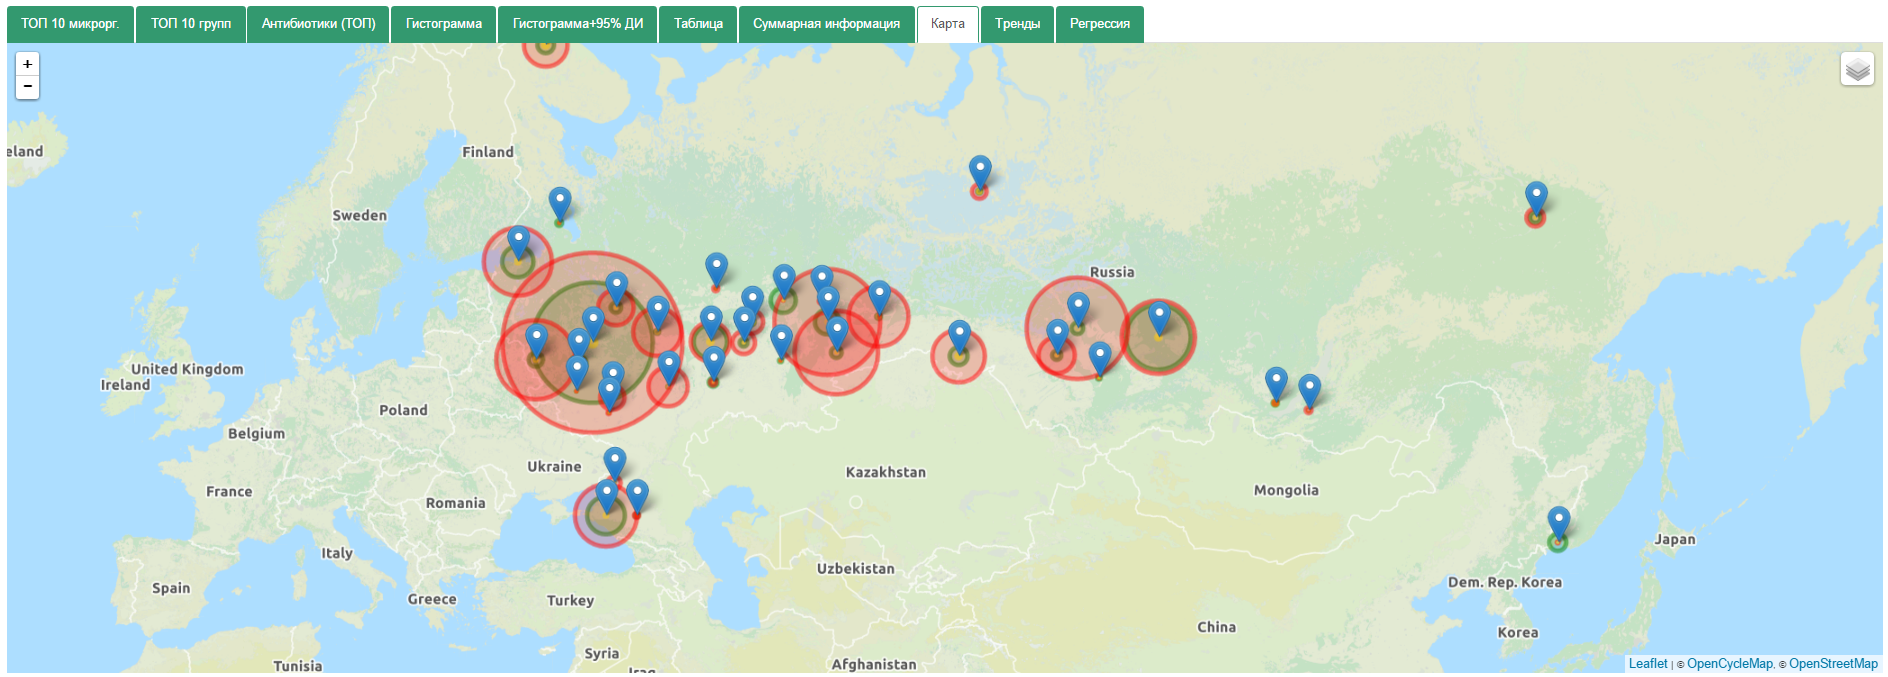 ТОП 10 микрорг.
ТОП 10 групп
Антибиотики (ТОП)
Гистограмма
Гистограмма+95% ДИ
Таблица
Суммарная информация
Карта
Тренды
Регрессия
+
−
eland
Finland
Sweden
Russia
United Kingdom
Ireland
Poland
Belgium
Ukraine
Kazakhstan
France
Romania
Mongolia
Italy
Japan
Uzbekistan
Spain
Greece
Turkey
Dem. Rep. Korea
China
Korea
Syria
Tunisia
Iraq
Afghanistan
Leaflet | © OpenCycleMap, © OpenStreetMap